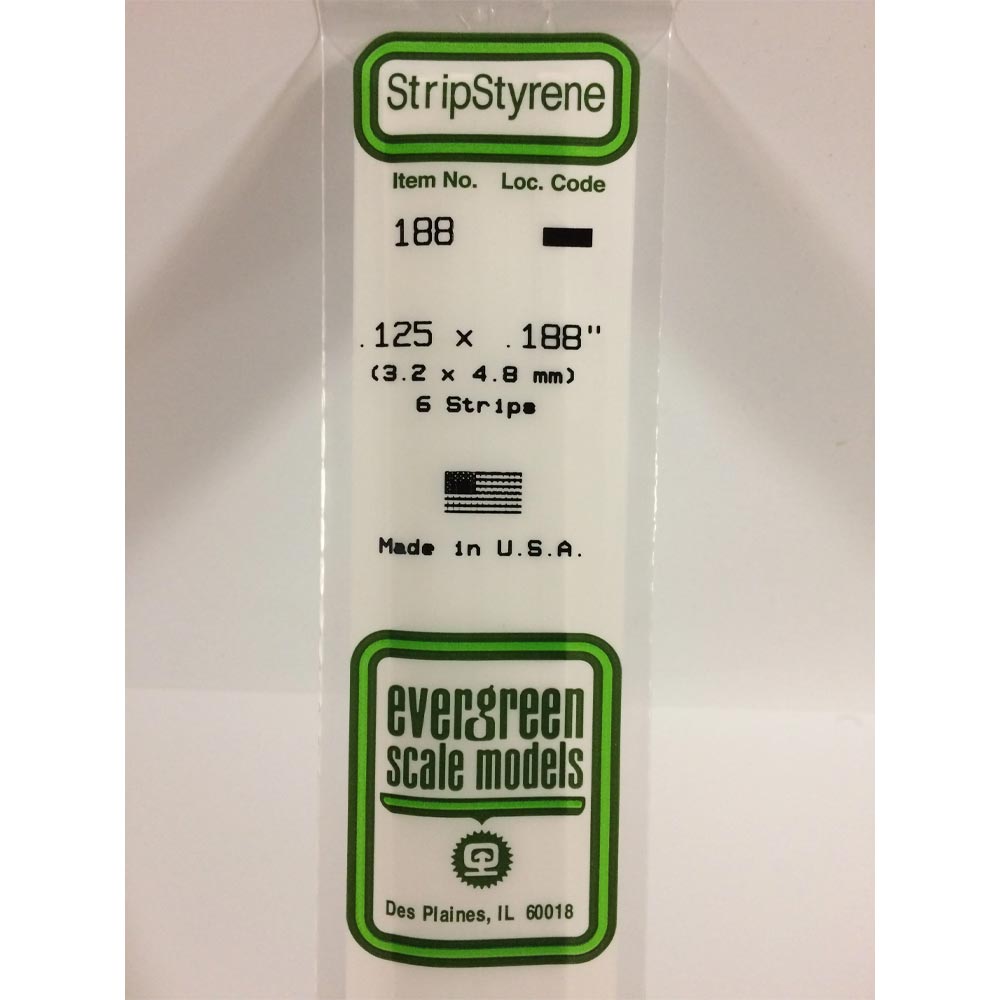 StripStyrene
Item No. Loc. Code
188
.125 x .188"
(3.2 x 4.8 mm)
6 Strips
Made in U.S.A.
evergreen
scale models
Des Plaines, IL 60018